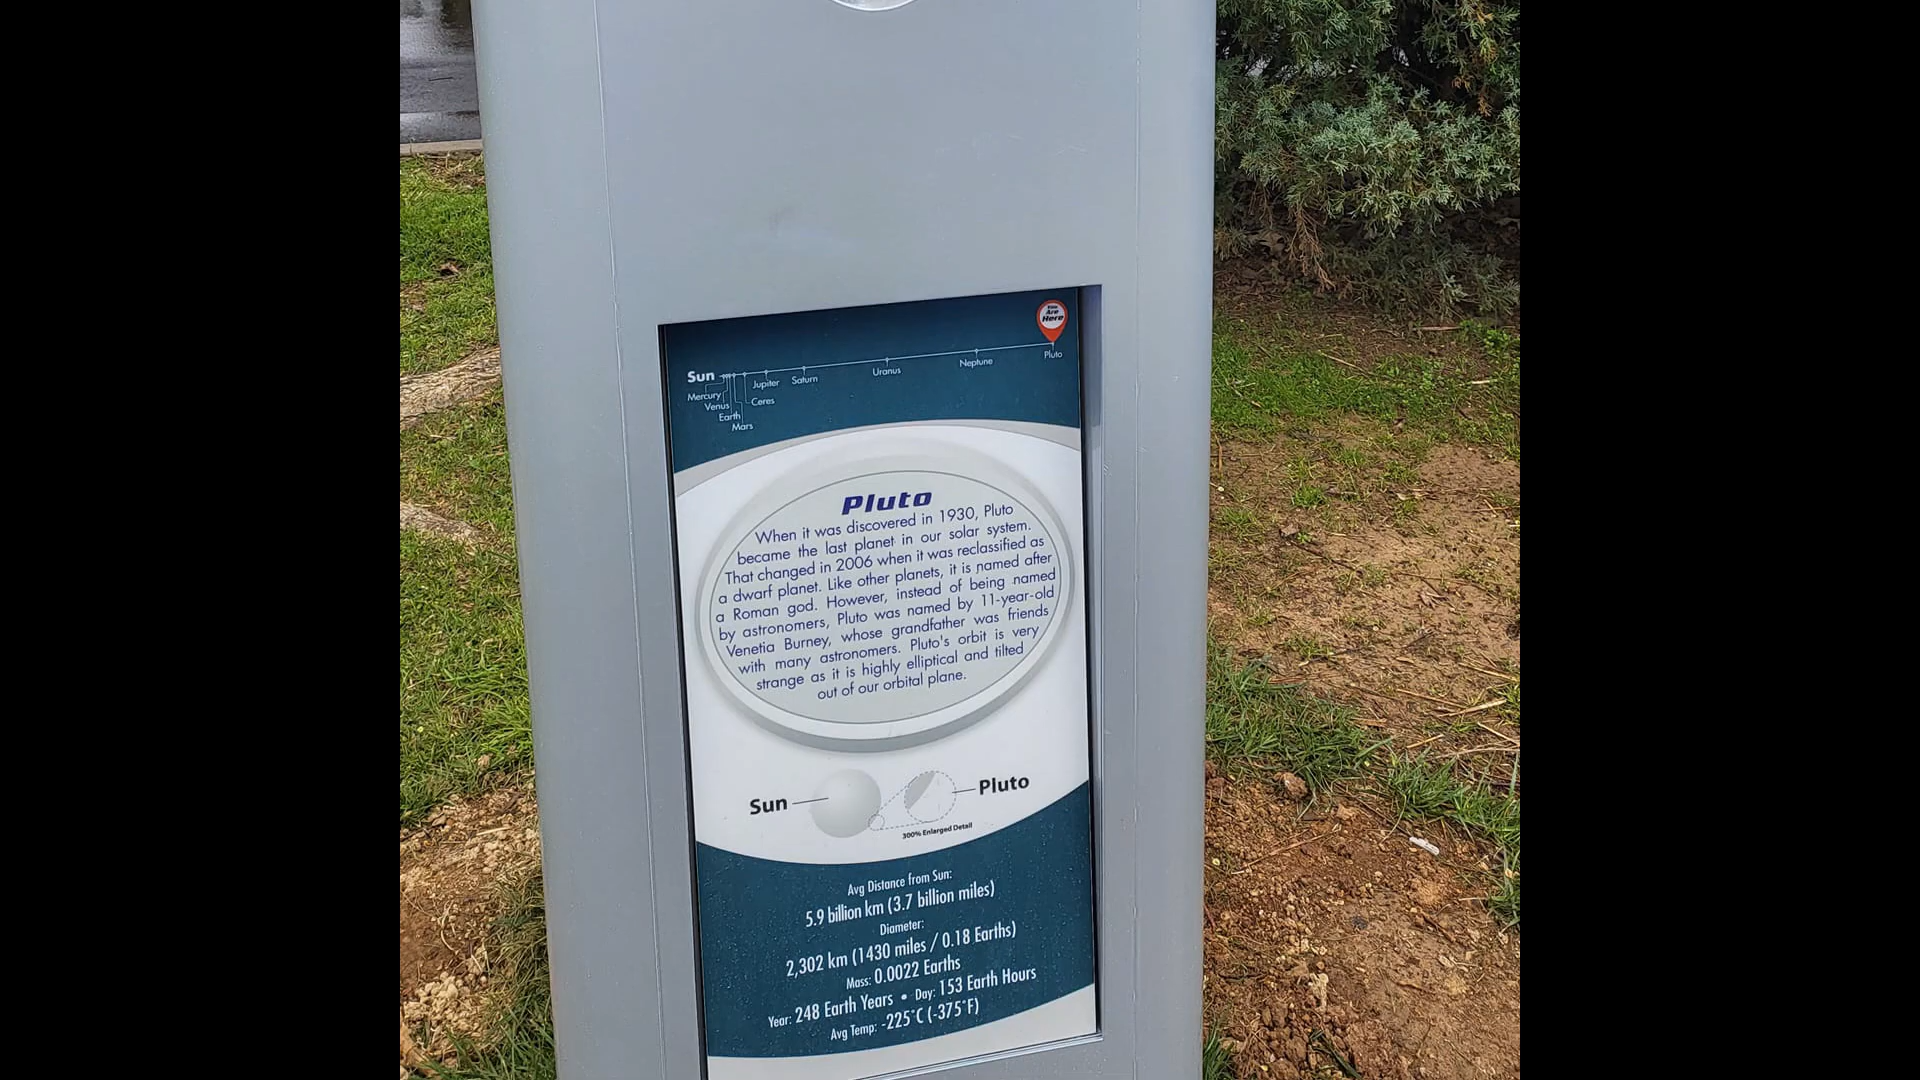 You
Are
Here
Sun
Mercury
Venus
Earth
Mars
Ceres
Jupiter
Saturn
Uranus
Neptune
Pluto
Pluto
When it was discovered in 1930, Pluto
became the last planet in our solar system.
That changed in 2006 when it was reclassified as
a dwarf planet. Like other planets, it is named after
a Roman god. However, instead of being named
by astronomers, Pluto was named by 11-year-old
Venetia Burney, whose grandfather was friends
with many astronomers. Pluto's orbit is very
strange as it is highly elliptical and tilted
out of our orbital plane.
Sun
Pluto
300% Enlarged Detail
Avg Distance from Sun:
5.9 billion km (3.7 billion miles)
Diameter:
2,302 km (1430 miles / 0.18 Earths)
Mass: 0.0022 Earths
Year: 248 Earth Years • Day: 153 Earth Hours
Avg Temp: -225°C (-375°F)